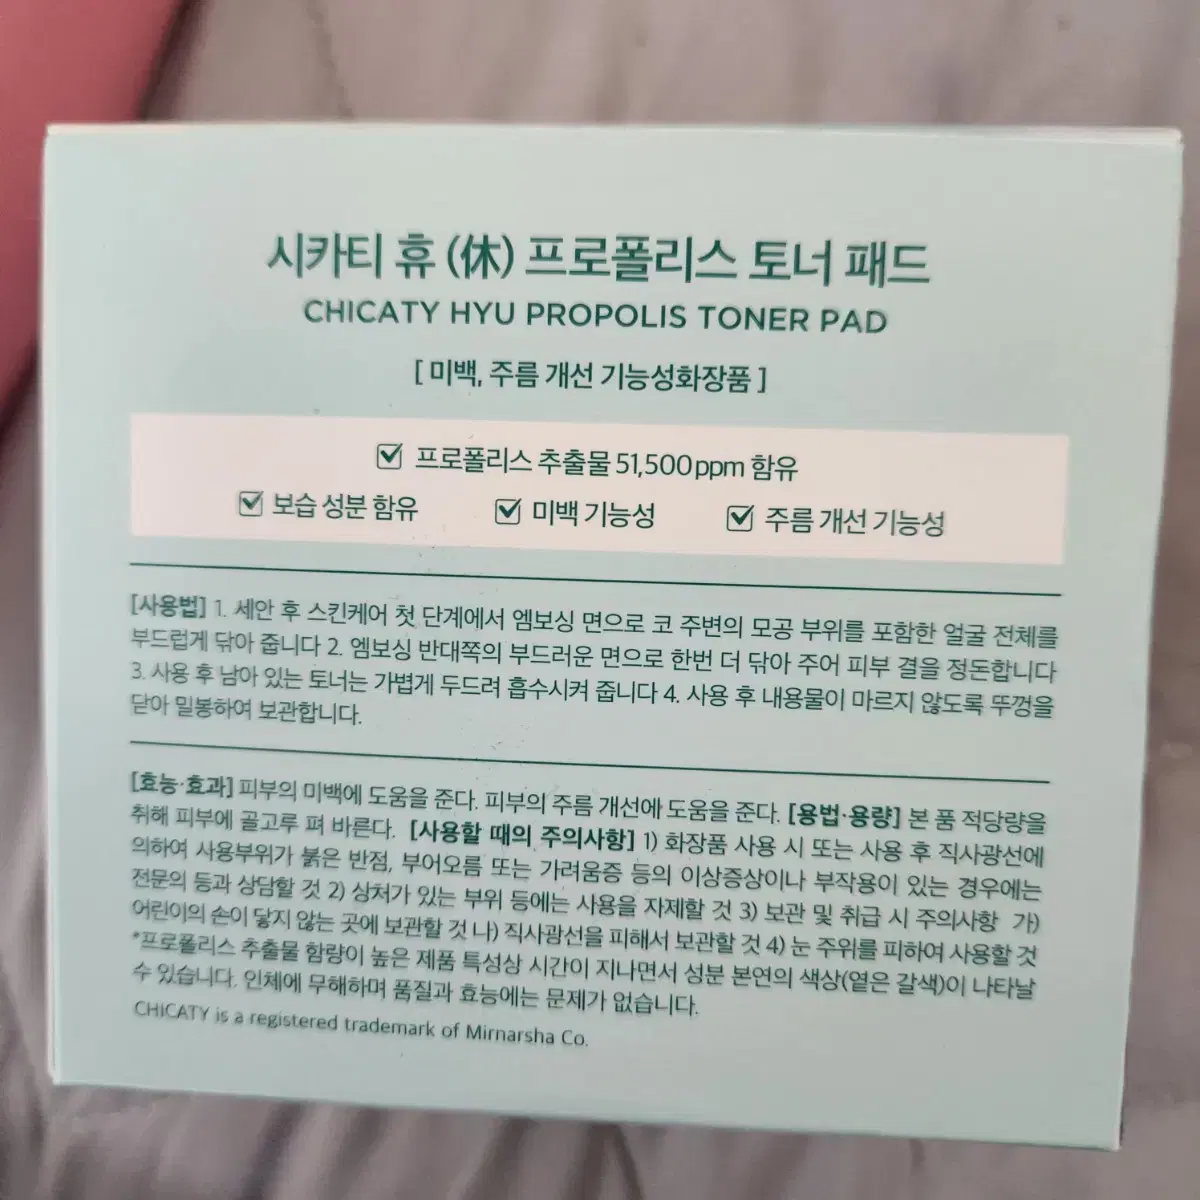 시카티 휴 (休) 프로폴리스 토너 패드
CHICATY HYU PROPOLIS TONER PAD
[ 미백, 주름 개선 기능성화장품 ]
프로폴리스 추출물 51,500ppm 함유
보습 성분 함유 미백 기능성 주름 개선 기능성
[사용법] 1. 세안 후 스킨케어 첫 단계에서 엠보싱 면으로 코 주변의 모공 부위를 포함한 얼굴 전체를
부드럽게 닦아 줍니다 2. 엠보싱 반대쪽의 부드러운 면으로 한번 더 닦아 주어 피부 결을 정돈합니다
3. 사용 후 남아 있는 토너는 가볍게 두드려 흡수시켜 줍니다 4. 사용 후 내용물이 마르지 않도록 뚜껑을
닫아 밀봉하여 보관합니다.
[효능·효과] 피부의 미백에 도움을 준다. 피부의 주름 개선에 도움을 준다. [용법·용량] 본 품 적당량을
취해 피부에 골고루 펴 바른다. [사용할 때의 주의사항] 1) 화장품 사용 시 또는 사용 후 직사광선에
의하여 사용부위가 붉은 반점, 부어오름 또는 가려움증 등의 이상증상이나 부작용이 있는 경우에는
전문의 등과 상담할 것 2) 상처가 있는 부위 등에는 사용을 자제할 것 3) 보관 및 취급 시 주의사항 가)
어린이의 손이 닿지 않는 곳에 보관할 것 나) 직사광선을 피해서 보관할 것 4) 눈 주위를 피하여 사용할 것
*프로폴리스 추출물 함량이 높은 제품 특성상 시간이 지나면서 성분 본연의 색상(옅은 갈색)이 나타날
수 있습니다. 인체에 무해하며 품질과 효능에는 문제가 없습니다.
CHICATY is a registered trademark of Mirnarsha Co.